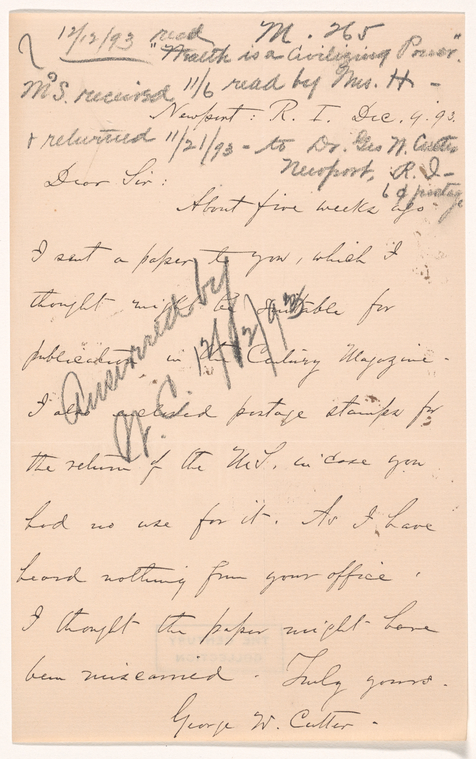 12/12/93 recd M. 265
"Wealth is a Civilizing Power."
MS. received 11/6 read by Mrs. H -
Newport: R. I. Dec. 9. 93.
& returned 11/21/93 - to Dr. Geo W. Cutter
Newport, R. I -
6¢ postage
Dear Sir:
About five weeks ago -
I sent a paper to you, which I
thought might be suitable for
publication, in the Century Magazine -
Answered by
W. C. 12/12/93
I also enclosed postage stamps for
the return of the MS. in case you
had no use for it. As I have
heard nothing from your office,
I thought the paper might have
been miscarried. Truly yours.
George W. Cutter -